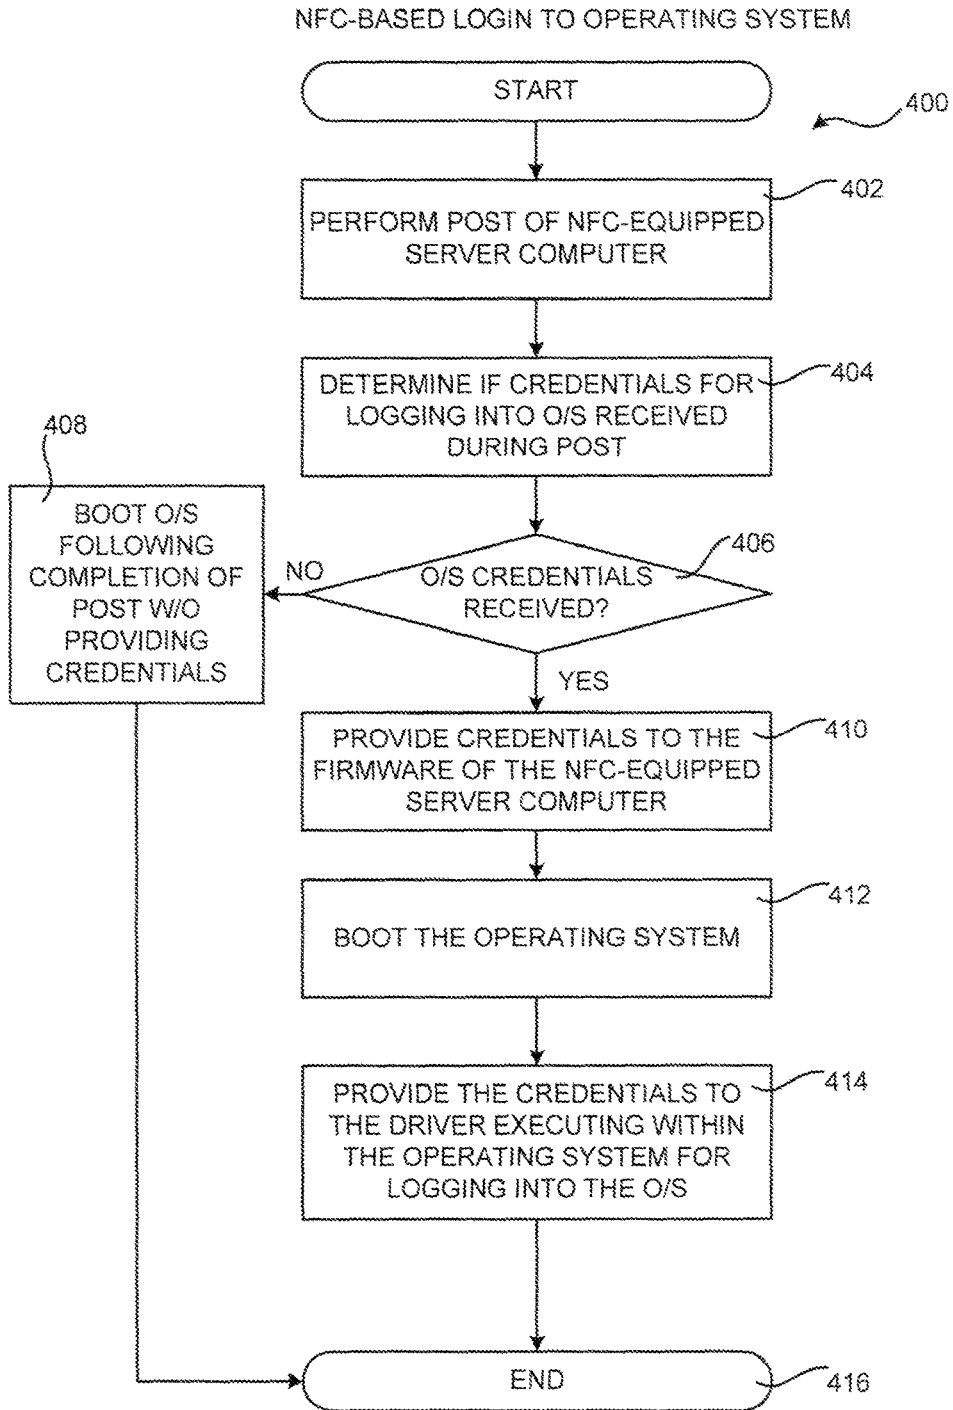 NFC-BASED LOGIN TO OPERATING SYSTEM
START
400
402
PERFORM POST OF NFC-EQUIPPED
SERVER COMPUTER
404
DETERMINE IF CREDENTIALS FOR
LOGGING INTO O/S RECEIVED
DURING POST
408
BOOT O/S
FOLLOWING
COMPLETION OF
POST W/O
PROVIDING
CREDENTIALS
NO
406
O/S CREDENTIALS
RECEIVED?
YES
410
PROVIDE CREDENTIALS TO THE
FIRMWARE OF THE NFC-EQUIPPED
SERVER COMPUTER
412
BOOT THE OPERATING SYSTEM
414
PROVIDE THE CREDENTIALS TO
THE DRIVER EXECUTING WITHIN
THE OPERATING SYSTEM FOR
LOGGING INTO THE O/S
END
416